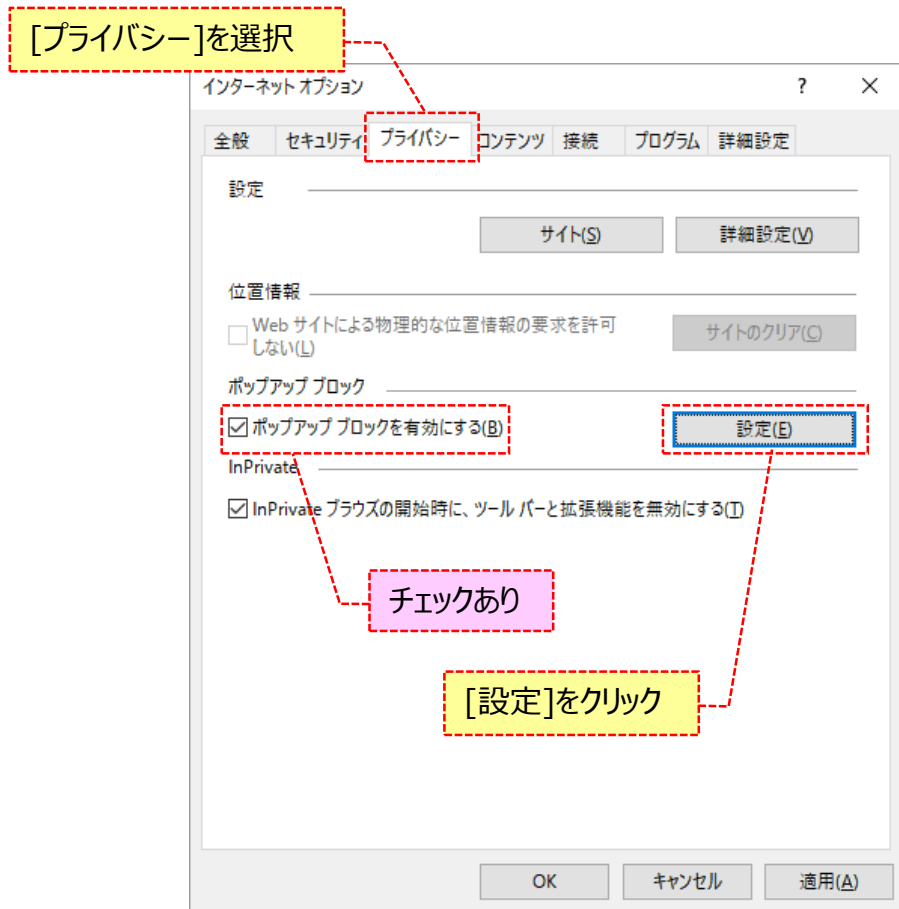 [プライバシー]を選択
インターネット オプション ? ×
全般 セキュリティ プライバシー コンテンツ 接続 プログラム 詳細設定
設定
サイト(S) 詳細設定(V)
位置情報
Web サイトによる物理的な位置情報の要求を許可
しない(L)
サイトのクリア(C)
ポップアップ ブロック
ポップアップ ブロックを有効にする(B) 設定(E)
InPrivate
InPrivate ブラウズの開始時に、ツール バーと拡張機能を無効にする(T)
チェックあり
[設定]をクリック
OK キャンセル 適用(A)